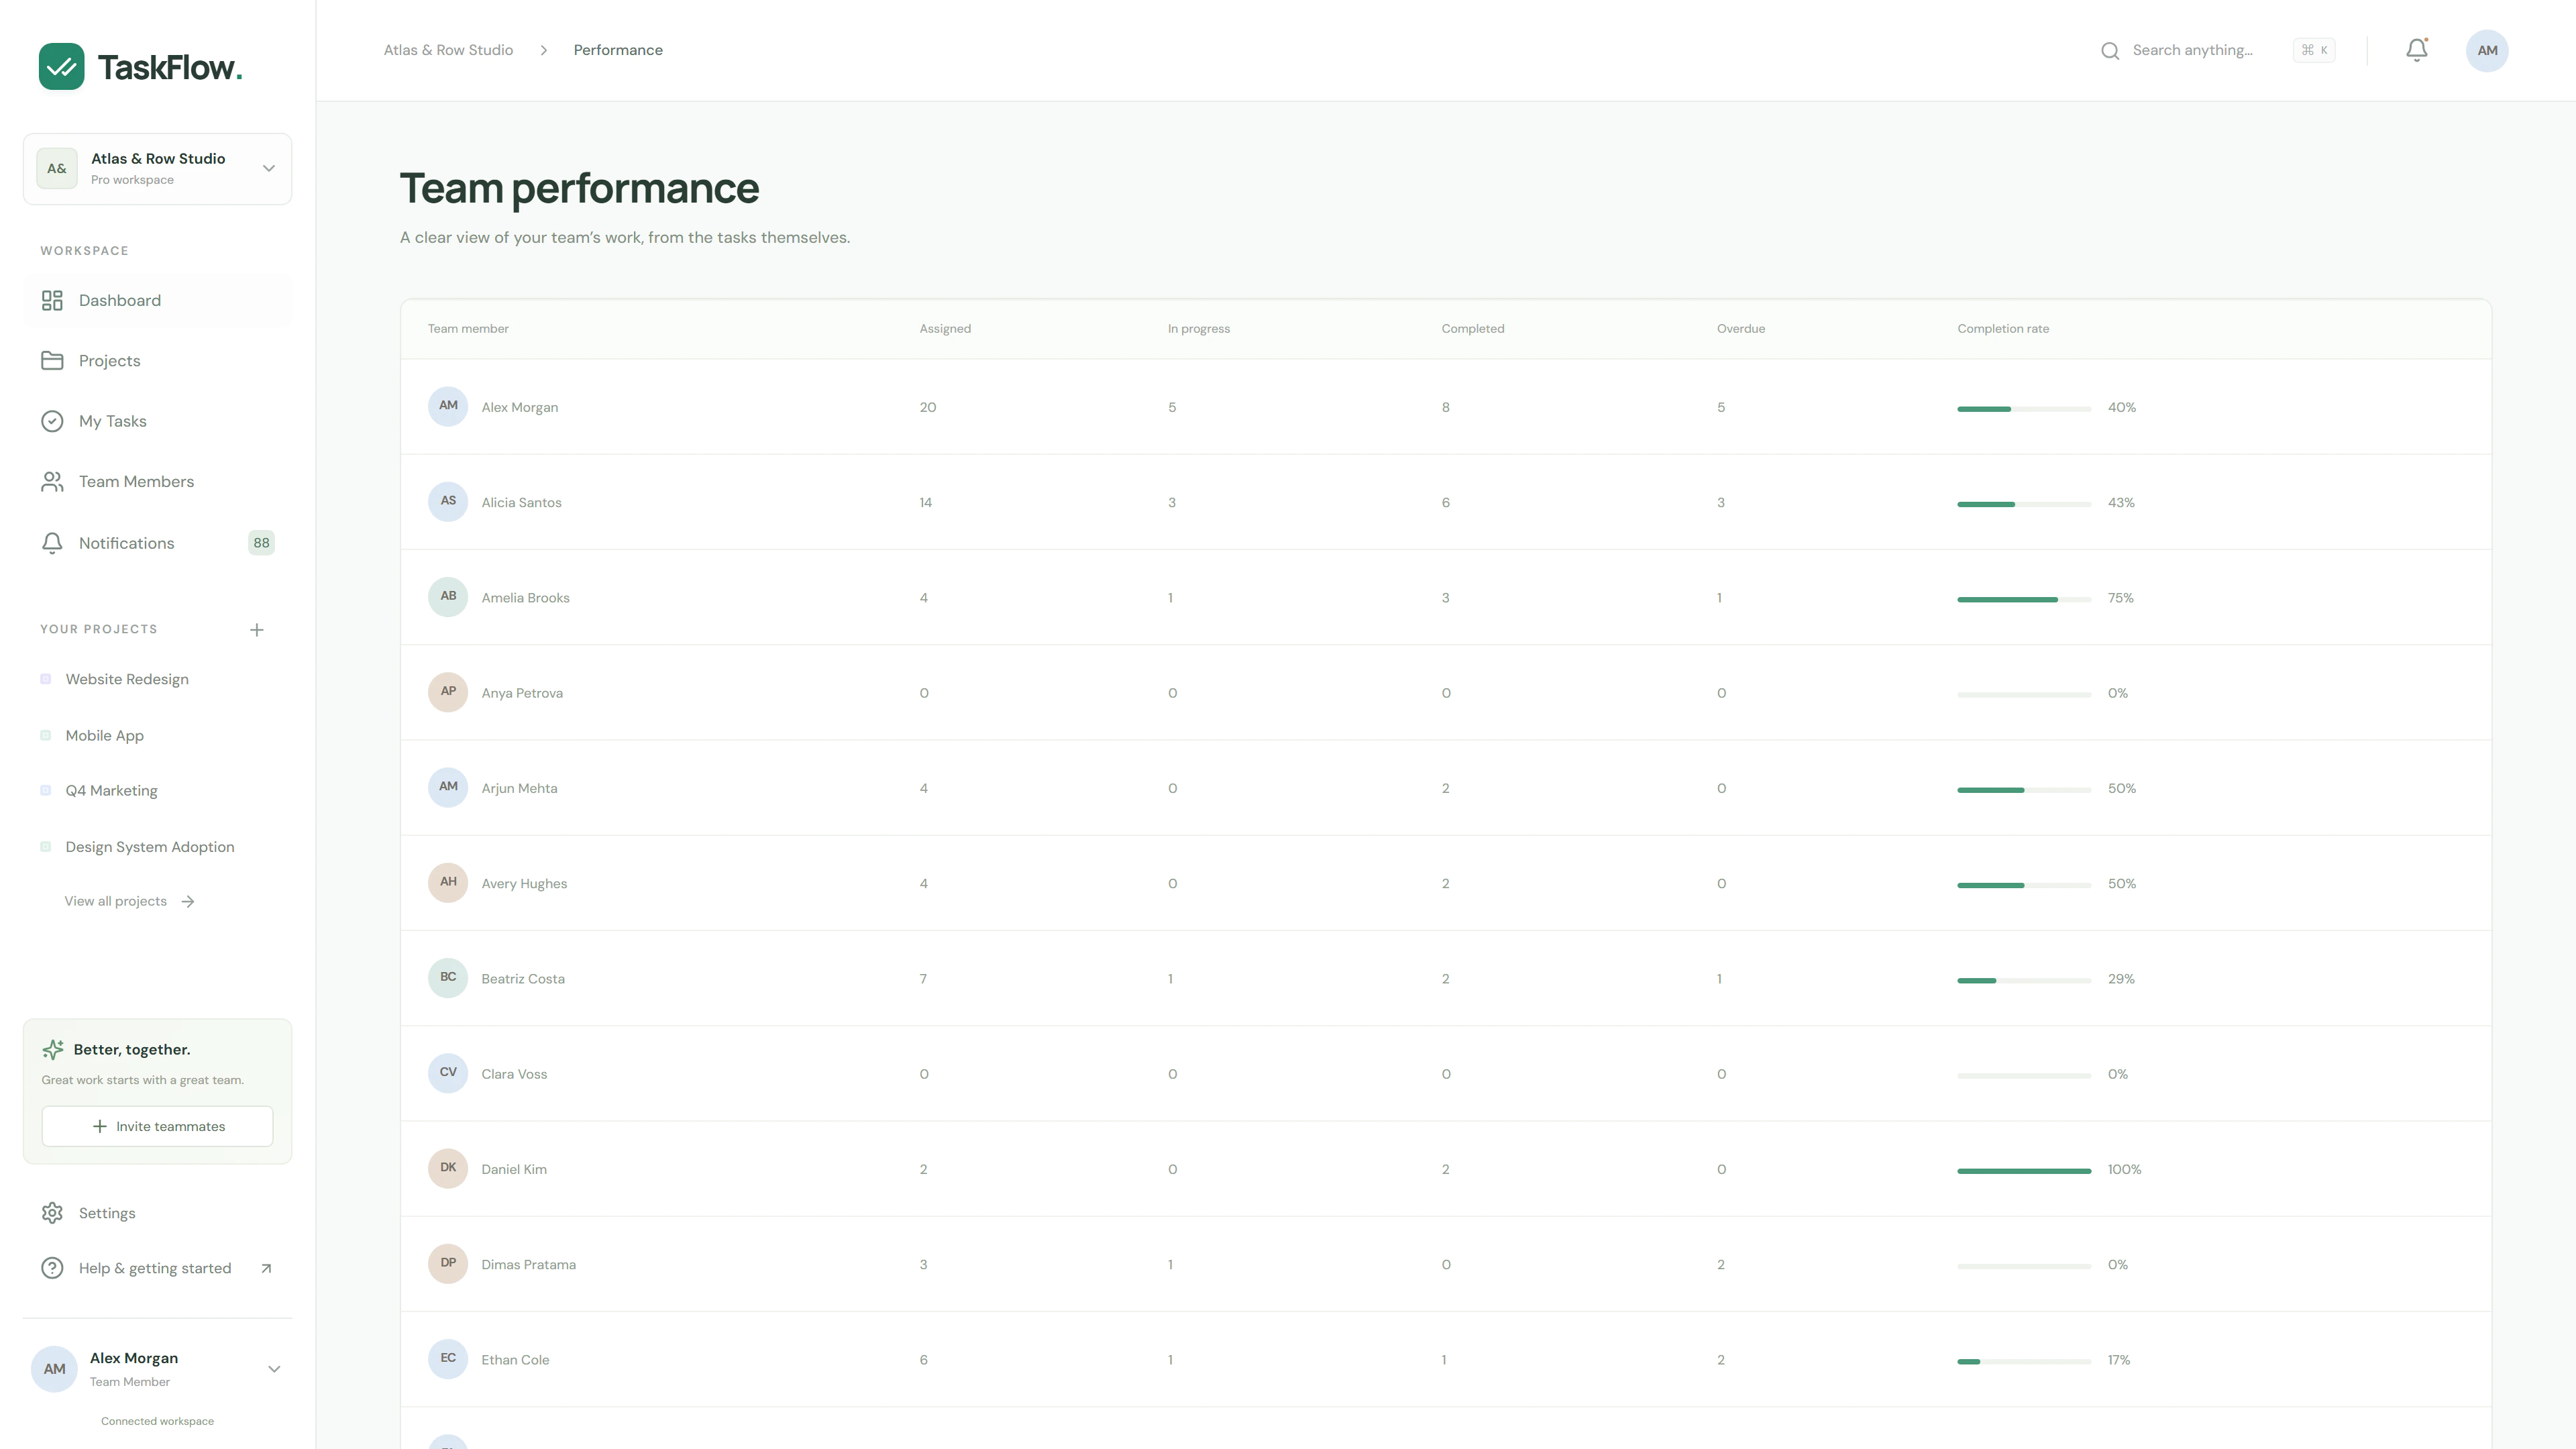 TaskFlow.
A&
Atlas & Row Studio
Pro workspace
WORKSPACE
Dashboard
Projects
My Tasks
Team Members
Notifications 88
YOUR PROJECTS
Website Redesign
Mobile App
Q4 Marketing
Design System Adoption
View all projects
Better, together.
Great work starts with a great team.
Invite teammates
Settings
Help & getting started
AM
Alex Morgan
Team Member
Connected workspace
Atlas & Row Studio Performance
Search anything... ⌘ K
AM
Team performance
A clear view of your team's work, from the tasks themselves.
Team member Assigned In progress Completed Overdue Completion rate
AM Alex Morgan 20 5 8 5 40%
AS Alicia Santos 14 3 6 3 43%
AB Amelia Brooks 4 1 3 1 75%
AP Anya Petrova 0 0 0 0 0%
AM Arjun Mehta 4 0 2 0 50%
AH Avery Hughes 4 0 2 0 50%
BC Beatriz Costa 7 1 2 1 29%
CV Clara Voss 0 0 0 0 0%
DK Daniel Kim 2 0 2 0 100%
DP Dimas Pratama 3 1 0 2 0%
EC Ethan Cole 6 1 1 2 17%